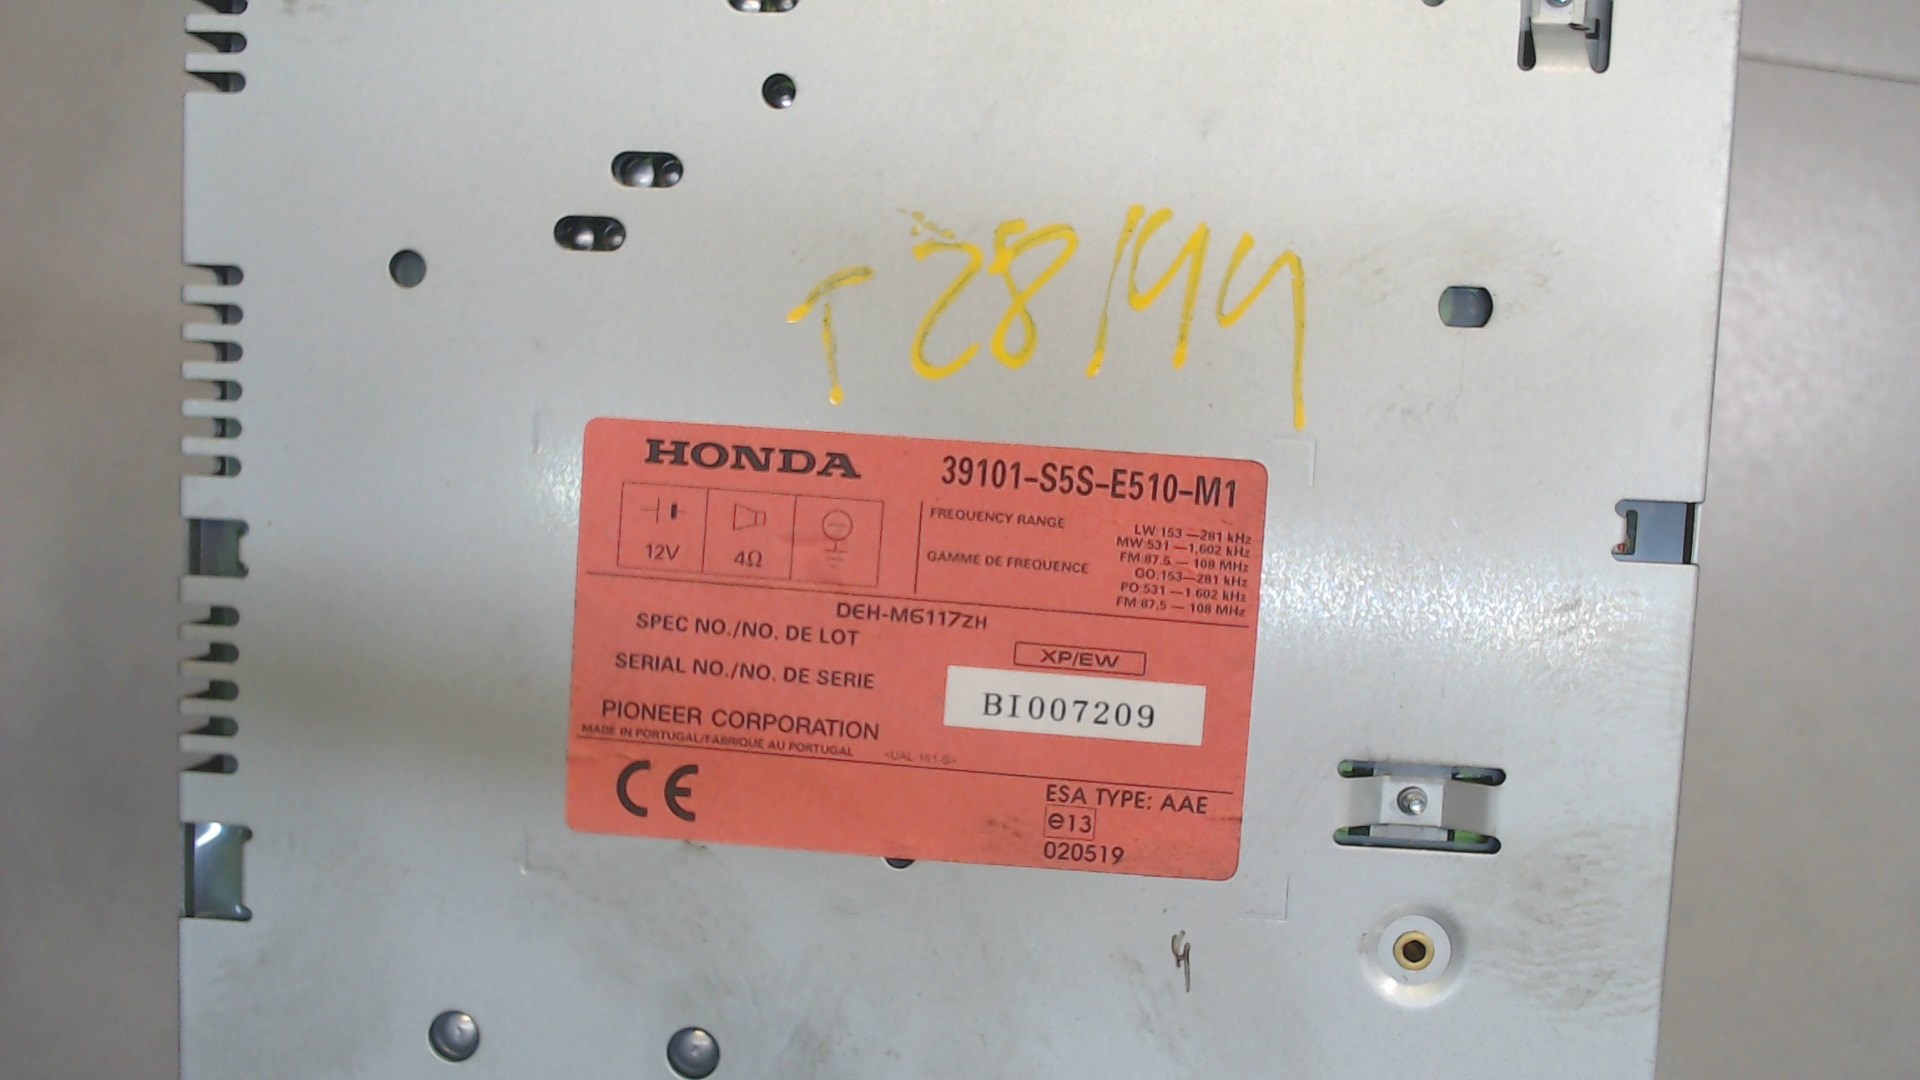 T 28144
HONDA
39101-S5S-E510-M1
12V
4Ω
FREQUENCY RANGE
LW:153—281 kHz
MW:531—1,602 kHz
FM:87.5—108 MHz
GAMME DE FREQUENCE
GO:153—281 kHz
PO:531—1 602 kHz
FM:87,5—108 MHz
DEH-M6117ZH
SPEC NO./NO. DE LOT
XP/EW
SERIAL NO./NO. DE SERIE
BI007209
PIONEER CORPORATION
MADE IN PORTUGAL/FABRIQUE AU PORTUGAL
CE
ESA TYPE: AAE
e13
020519
4